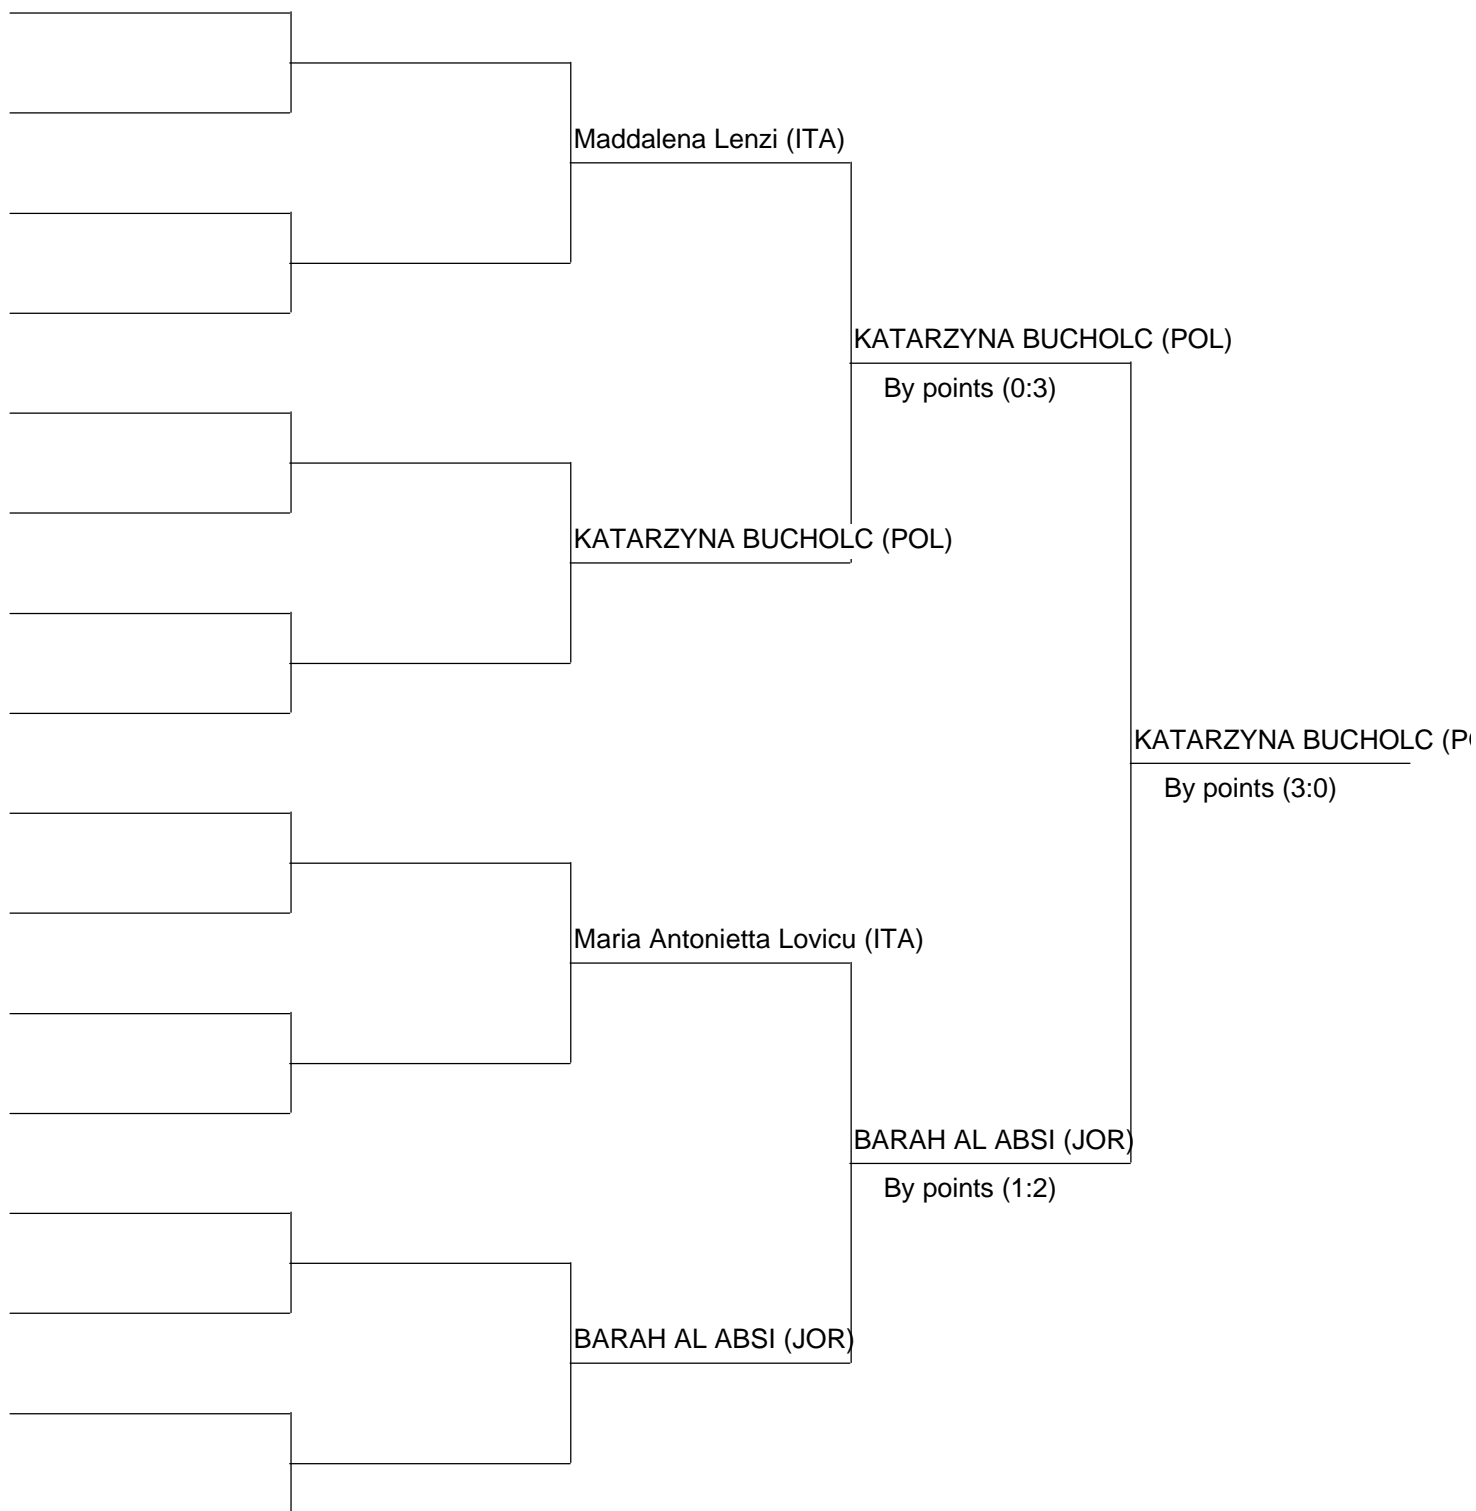 Maddalena Lenzi (ITA)
KATARZYNA BUCHOLC (POL)
By points (0:3)
KATARZYNA BUCHOLC (POL)
KATARZYNA BUCHOLC (P
By points (3:0)
Maria Antonietta Lovicu (ITA)
BARAH AL ABSI (JOR)
By points (1:2)
BARAH AL ABSI (JOR)